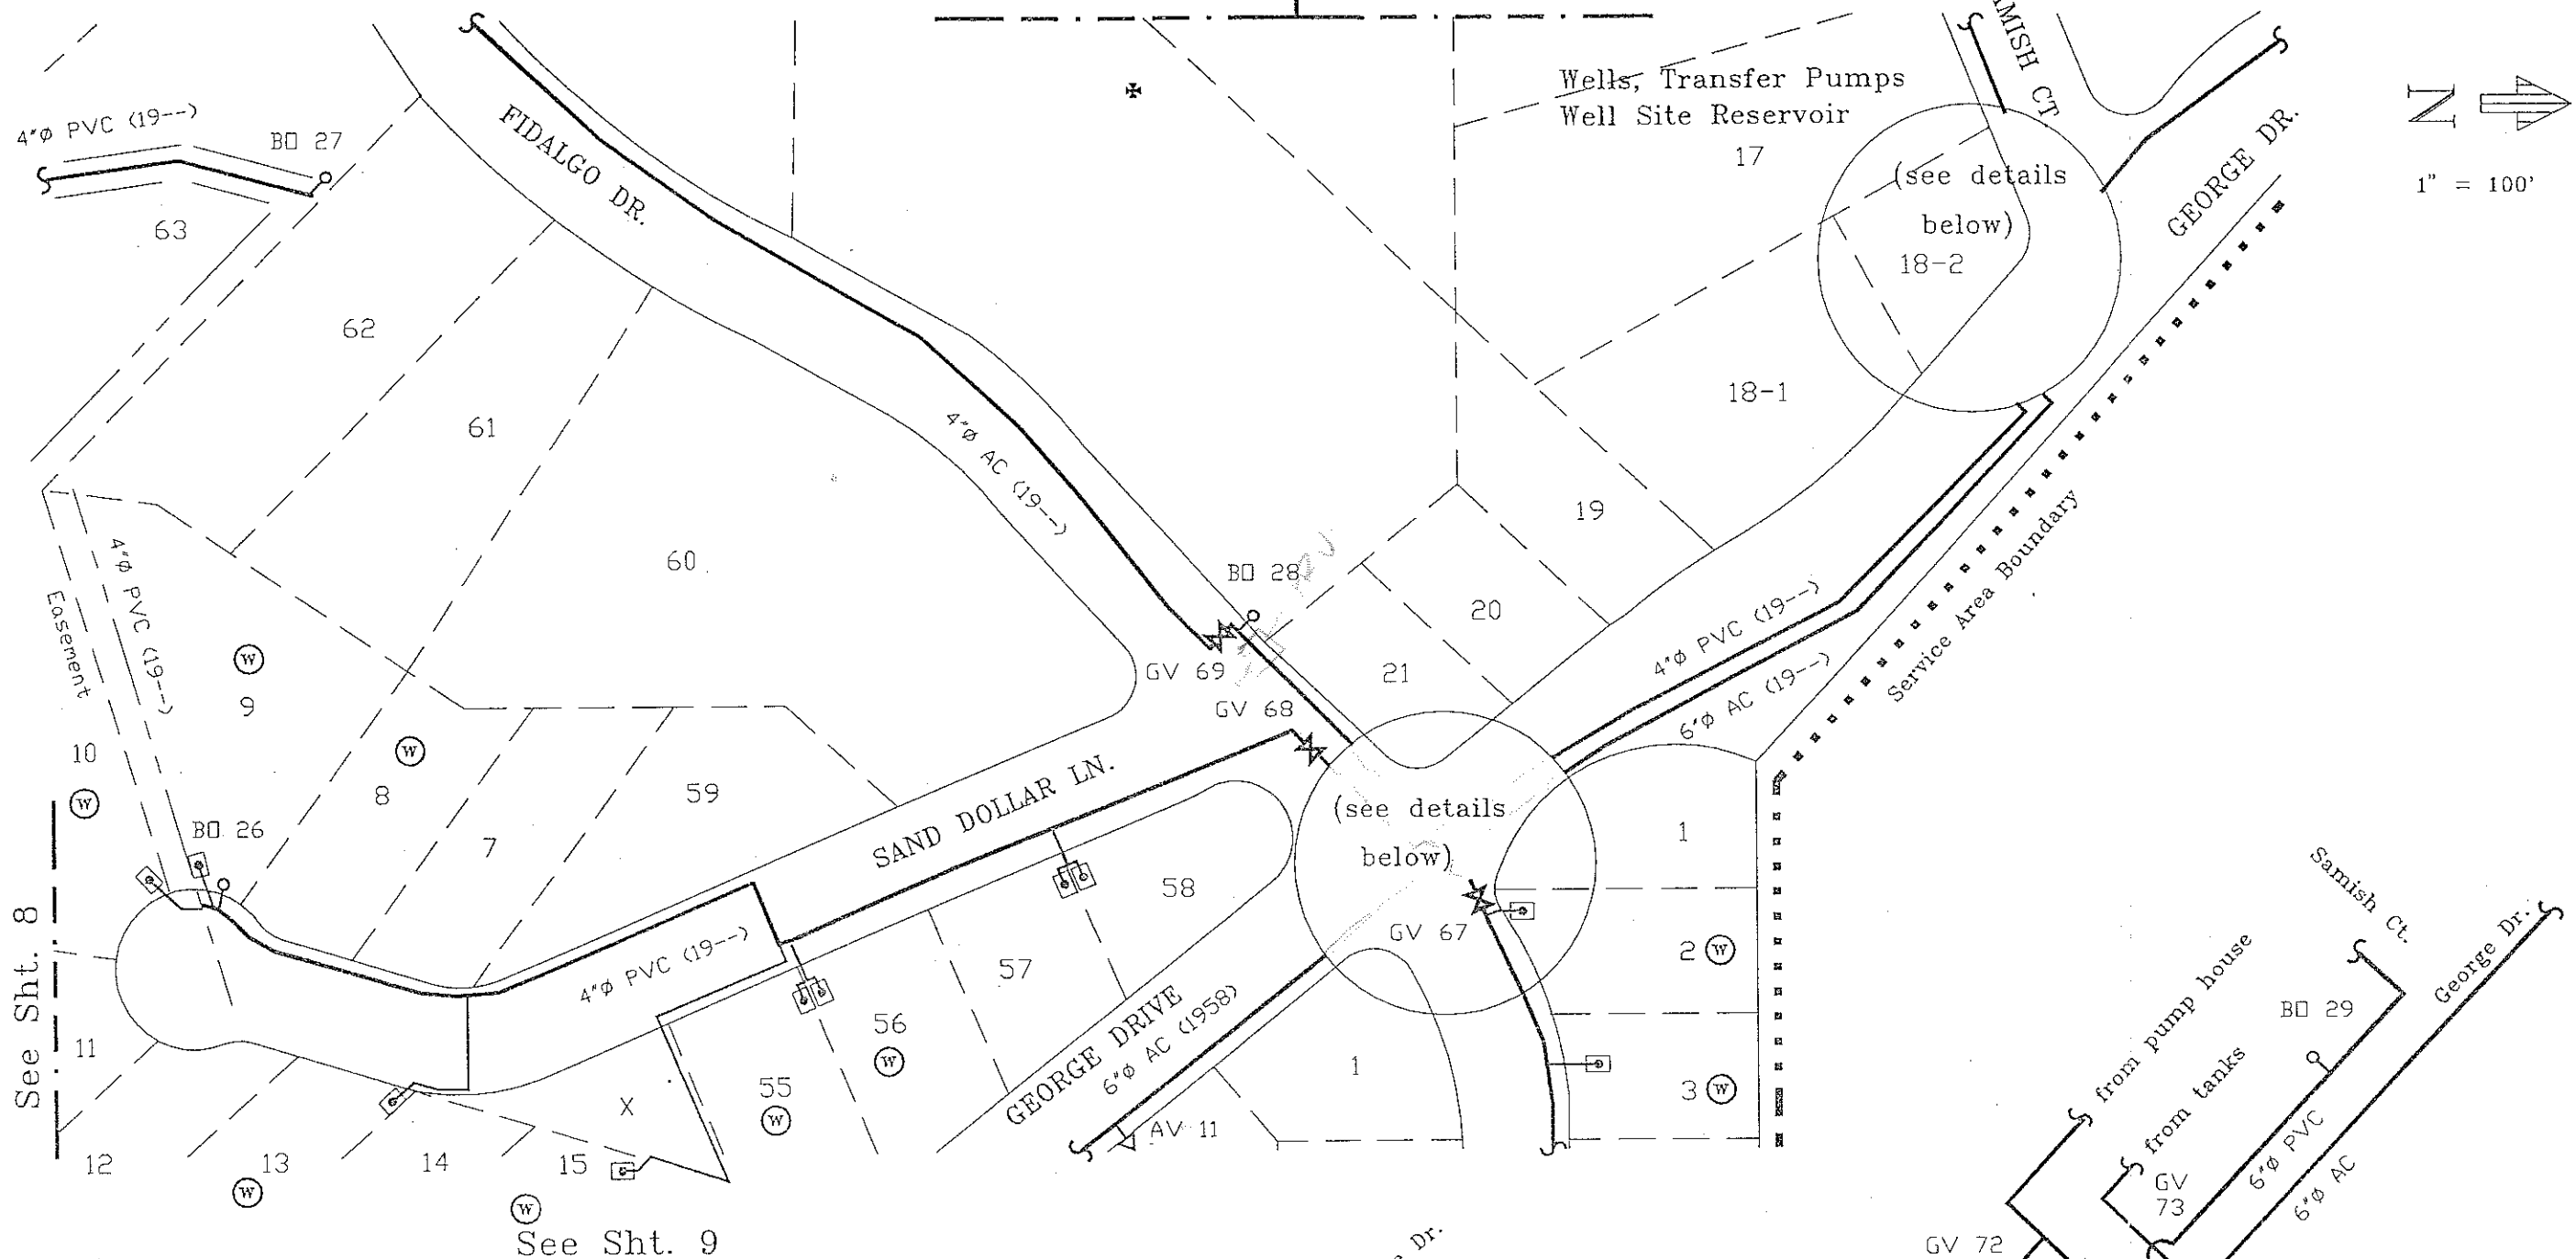 AMISH CT.
Wells, Transfer Pumps
Well Site Reservoir
17
N
1" = 100'
4"ø PVC (19--)
BO 27
63
FIDALGO DR.
(see details
below)
18-2
GEORGE DR.
62
61
60
4"ø AC (19--)
18-1
19
20
21
BO 28
GV 69
GV 68
4"ø PVC (19--)
6"ø AC (19--)
Service Area Boundary
4"ø PVC (19--)
Easement
W
9
10
W
W
8
7
59
BO 26
SAND DOLLAR LN.
(see details
below)
1
58
57
GV 67
2 W
3 W
See Sht. 8
4"ø PVC (19--)
56
W
55
W
GEORGE DRIVE
6"ø AC (1958)
AV 11
1
11
12
13
W
14
15
X
W
See Sht. 9
Samish Ct.
George Dr.
from pump house
BO 29
from tanks
GV
73
6"ø PVC
6"ø AC
GV 72
Dr.